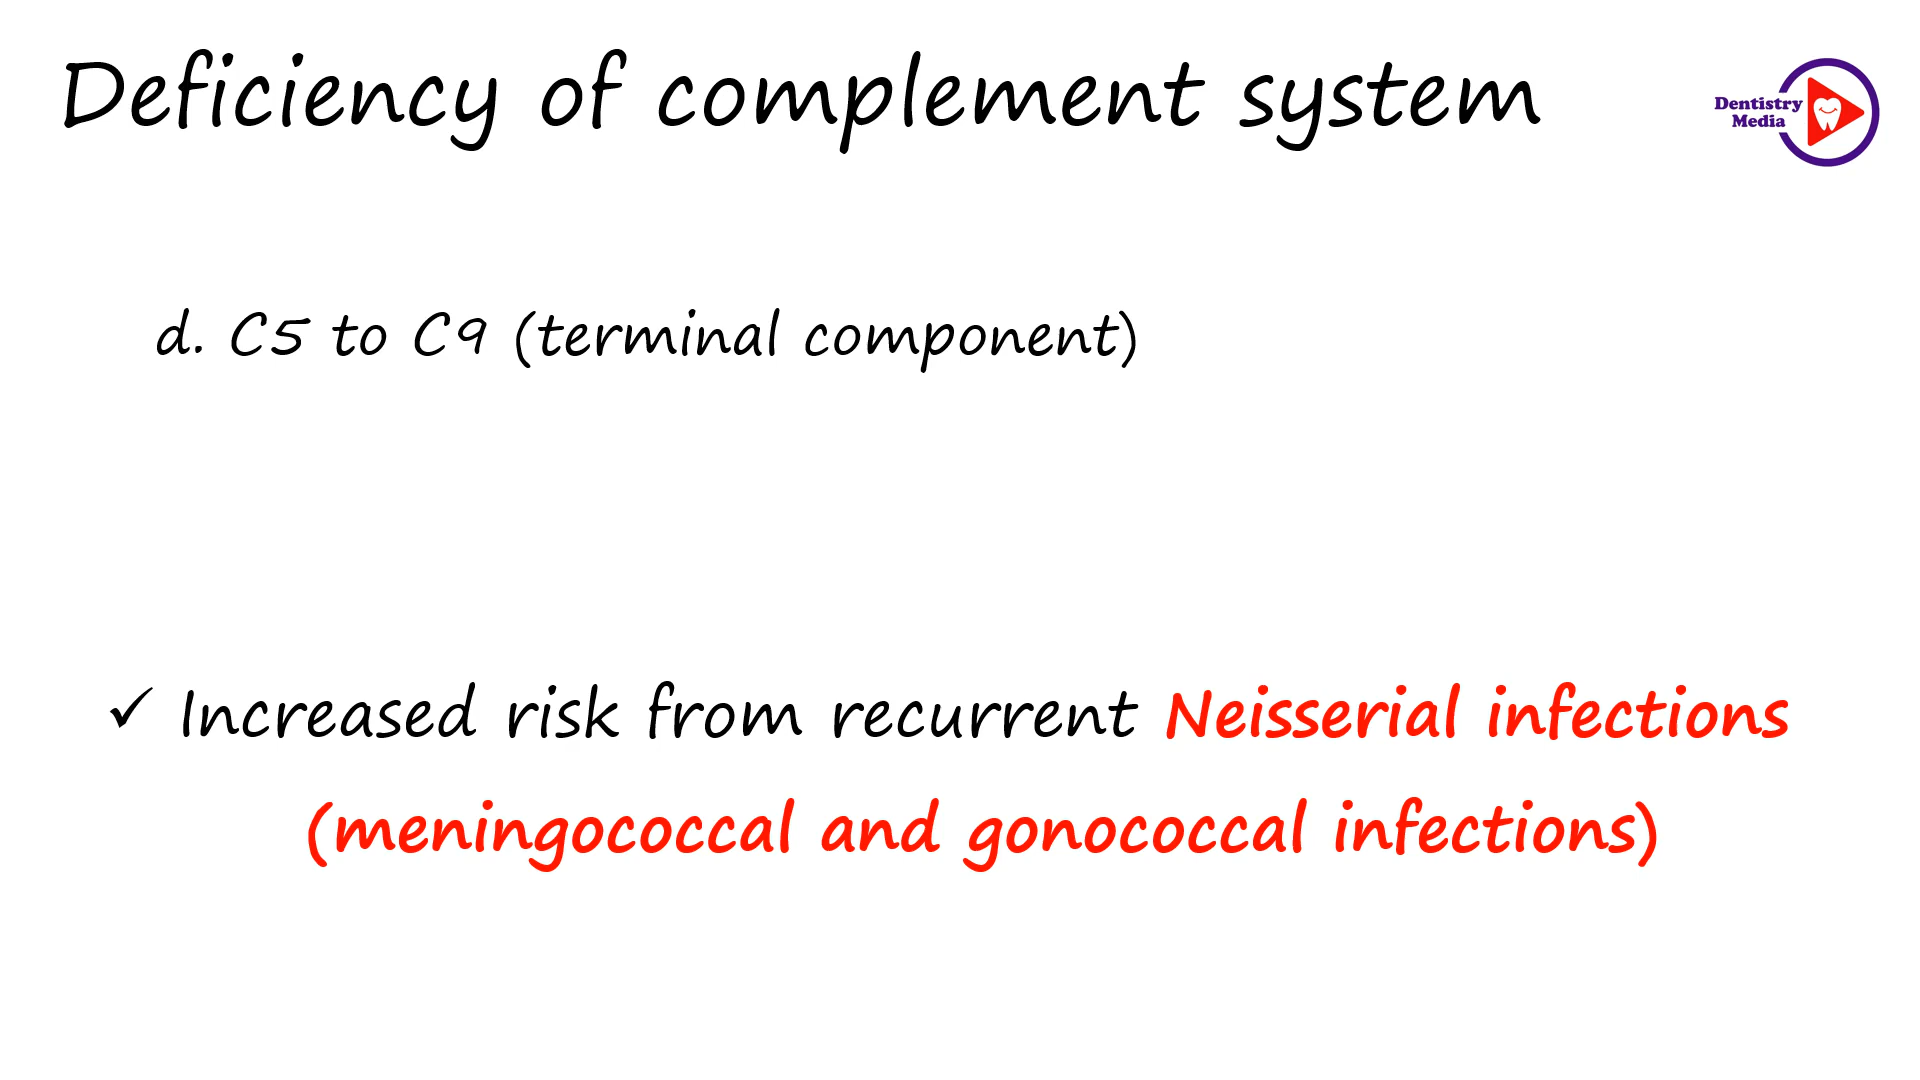 Deficiency of complement system
Dentistry
Media
d. C5 to C9 (terminal component)
✓ Increased risk from recurrent Neisserial infections
(meningococcal and gonococcal infections)